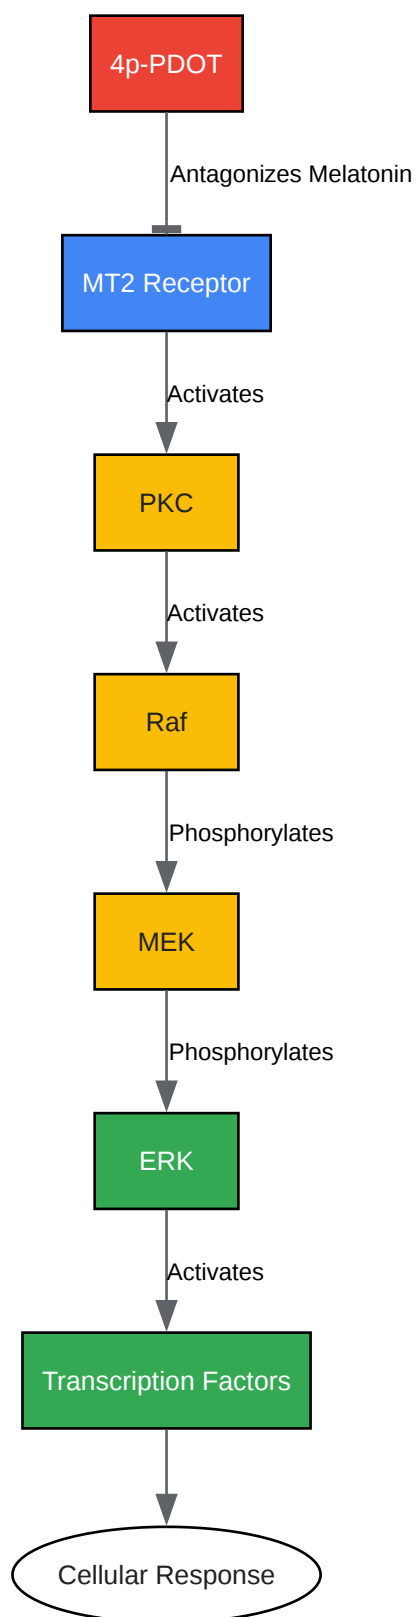 4p-PDOT
Antagonizes Melatonin
MT2 Receptor
Activates
PKC
Activates
Raf
Phosphorylates
MEK
Phosphorylates
ERK
Activates
Transcription Factors
Cellular Response